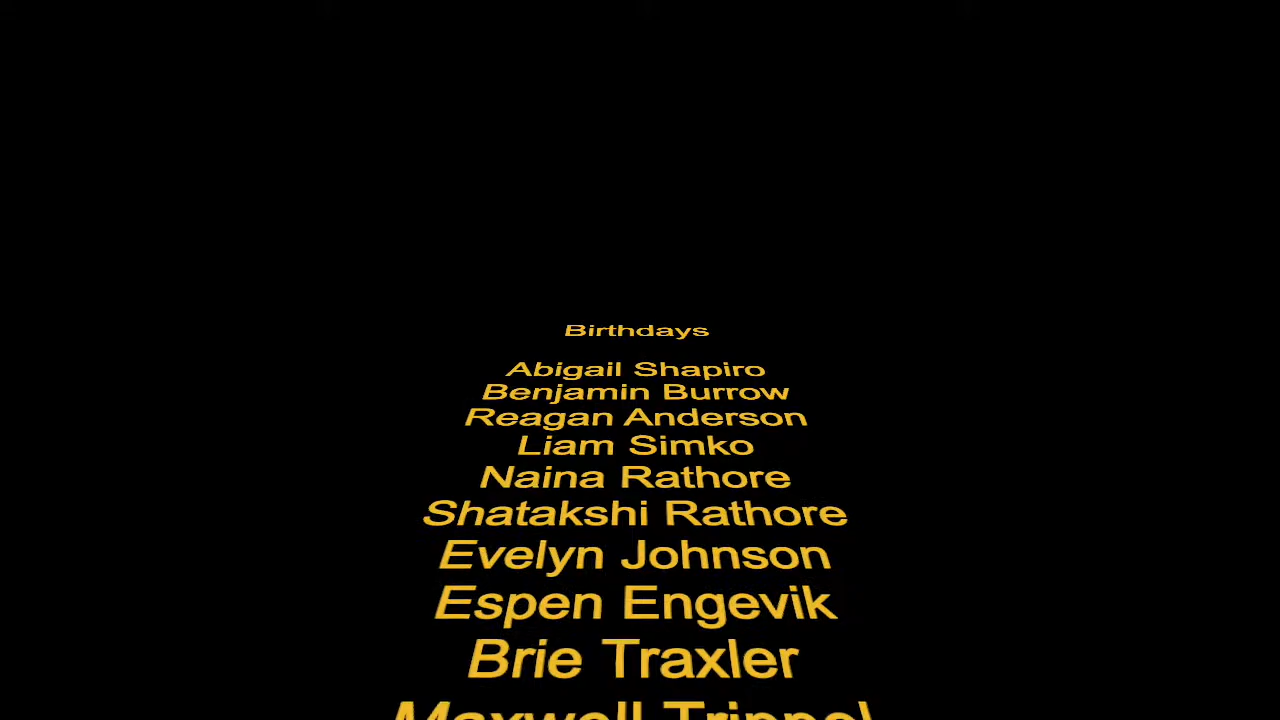 Birthdays
Abigail Shapiro
Benjamin Burrow
Reagan Anderson
Liam Simko
Naina Rathore
Shatakshi Rathore
Evelyn Johnson
Espen Engevik
Brie Traxler
Maxwell